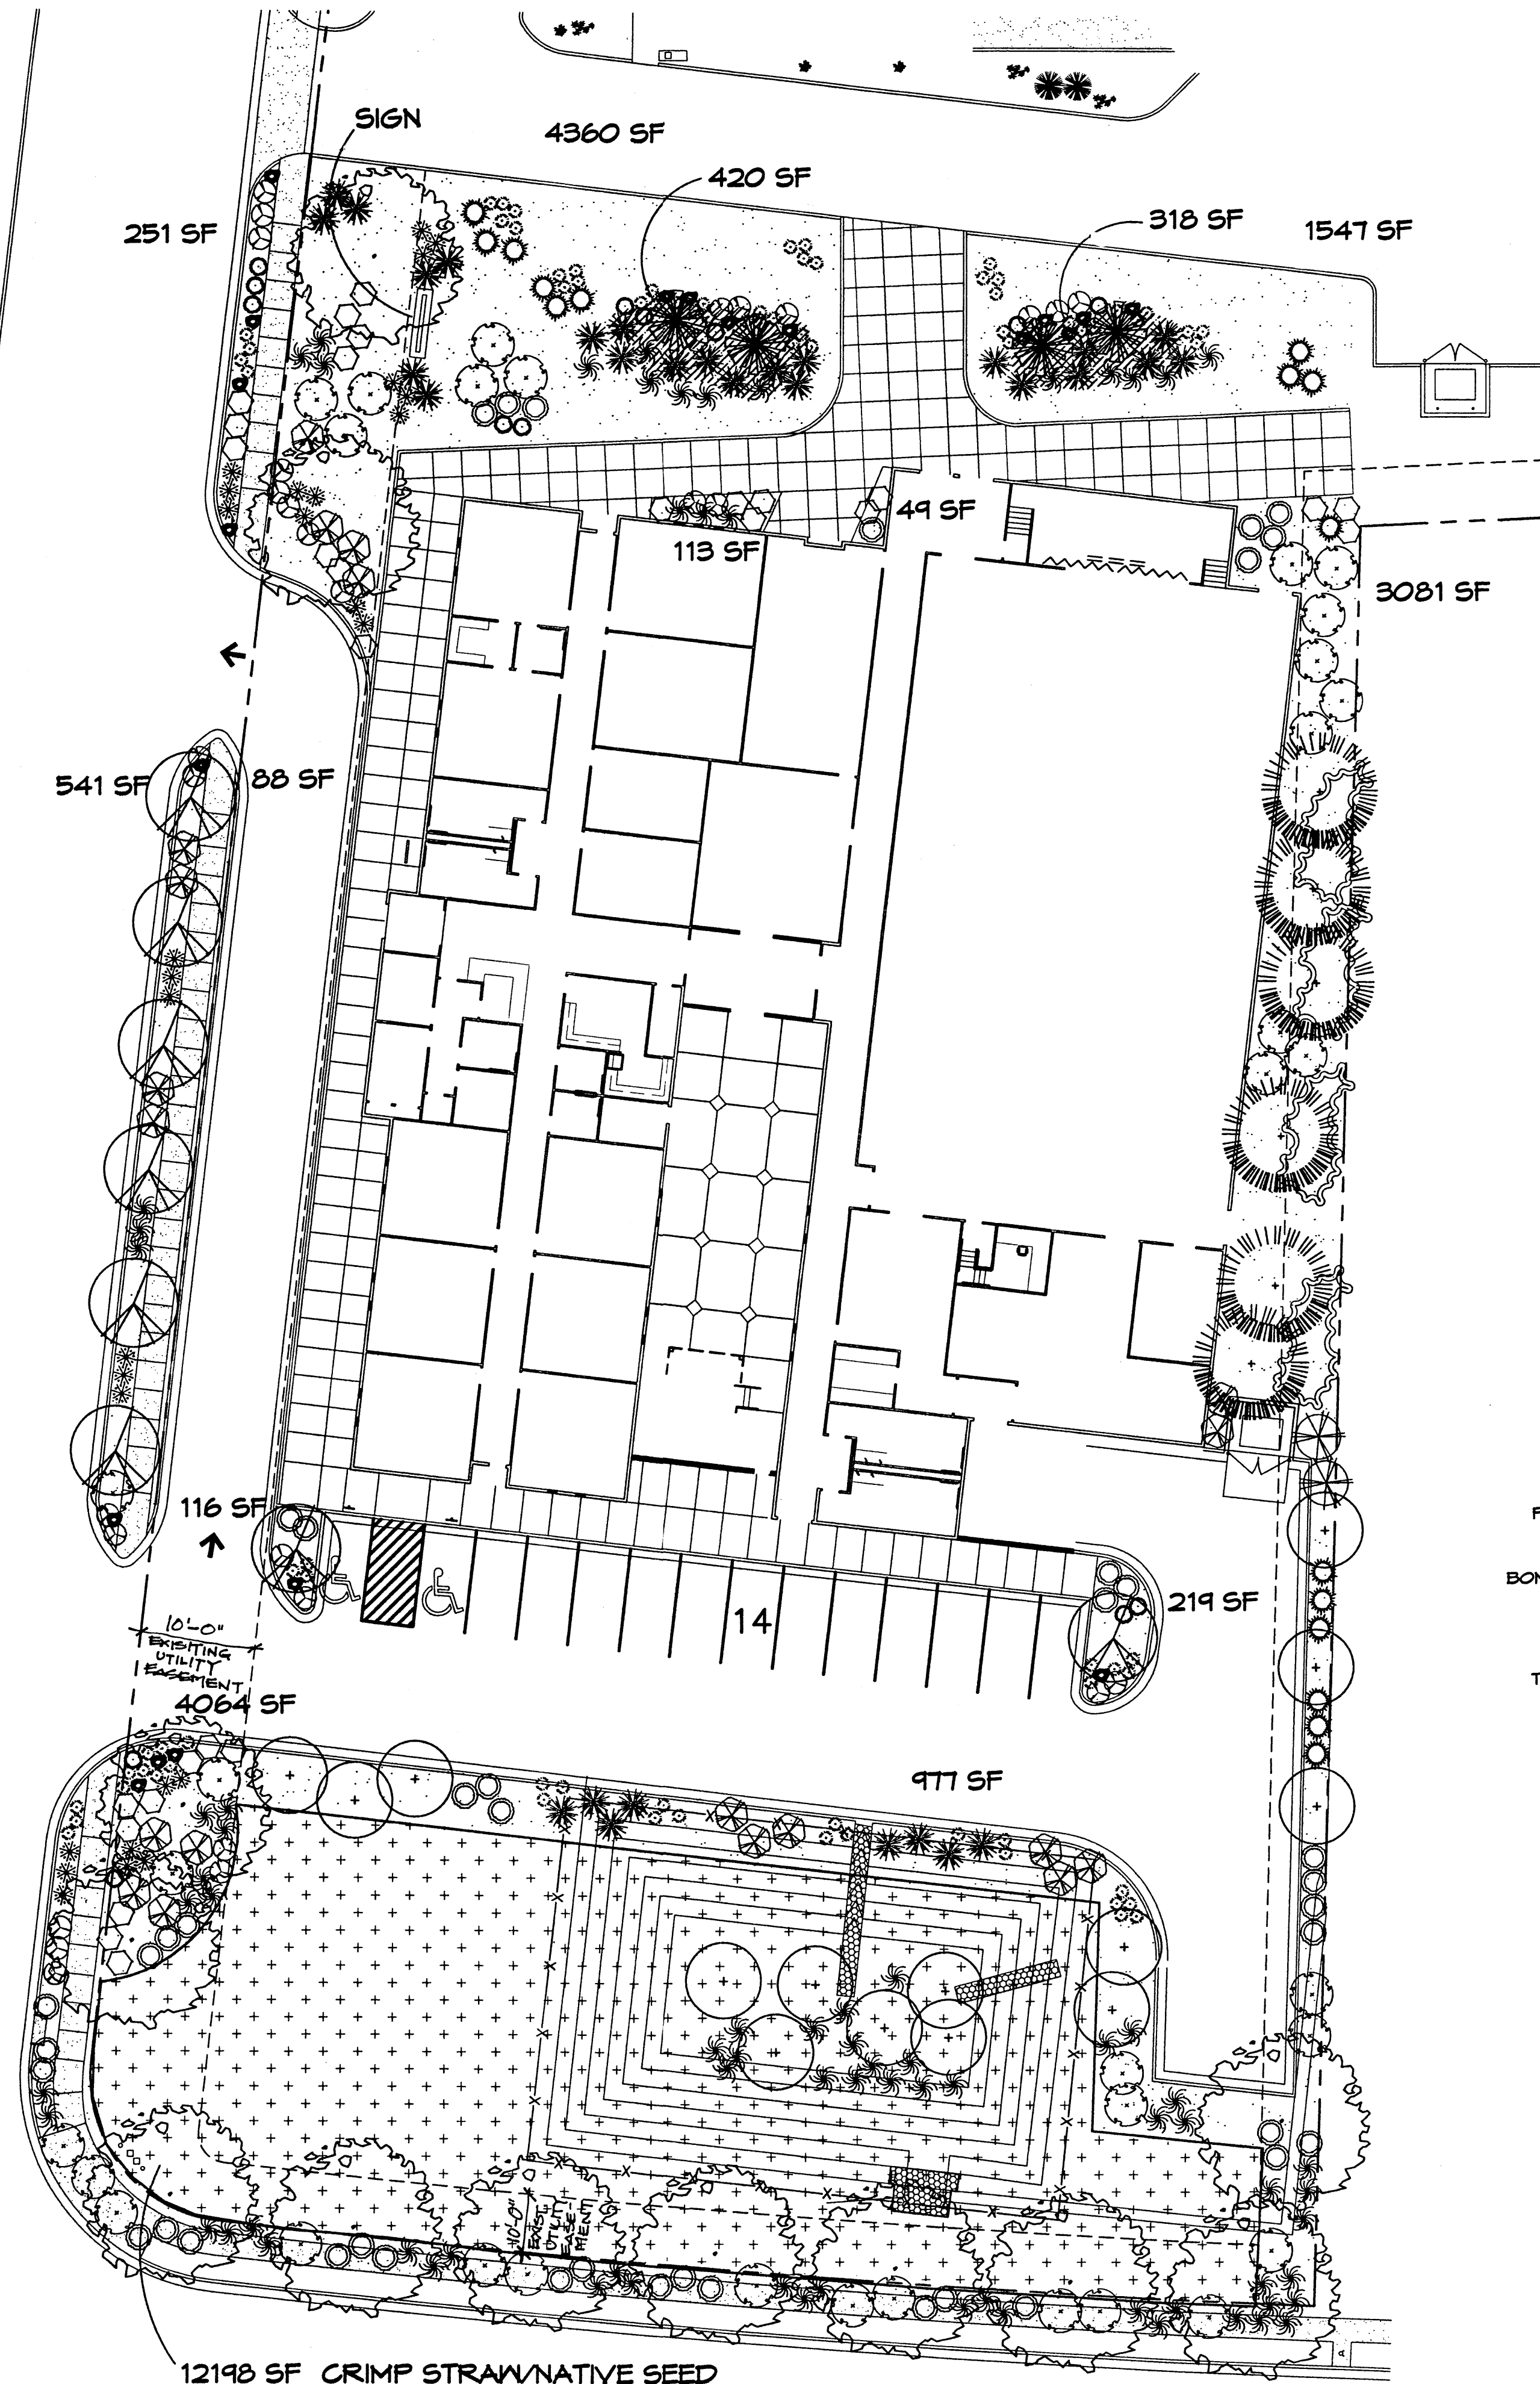 SIGN
4360 SF
420 SF
318 SF
1547 SF
251 SF
49 SF
113 SF
3081 SF
541 SF
88 SF
116 SF
219 SF
14
10'-0"
EXISITING
UTILITY
EASEMENT
4064 SF
977 SF
10'-0"
EXIST
UTILITY
EASE-
MENT
12198 SF CRIMP STRAW/NATIVE SEED